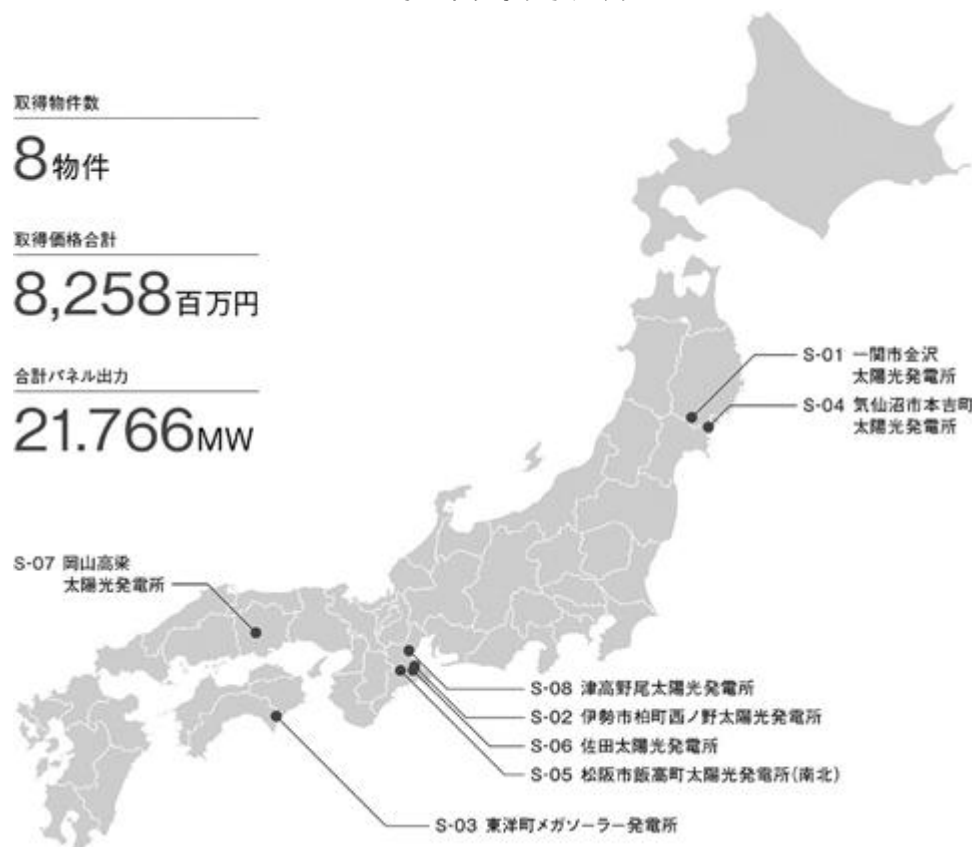 取得物件数
8物件
取得価格合計
8,258百万円
合計パネル出力
21.766MW
S-01 一関市金沢
太陽光発電所
S-04 気仙沼市本吉町
太陽光発電所
S-07 岡山高梁
太陽光発電所
S-08 津高野尾太陽光発電所
S-02 伊勢市柏町西ノ野太陽光発電所
S-06 佐田太陽光発電所
S-05 松阪市飯高町太陽光発電所(南北)
S-03 東洋町メガソーラー発電所